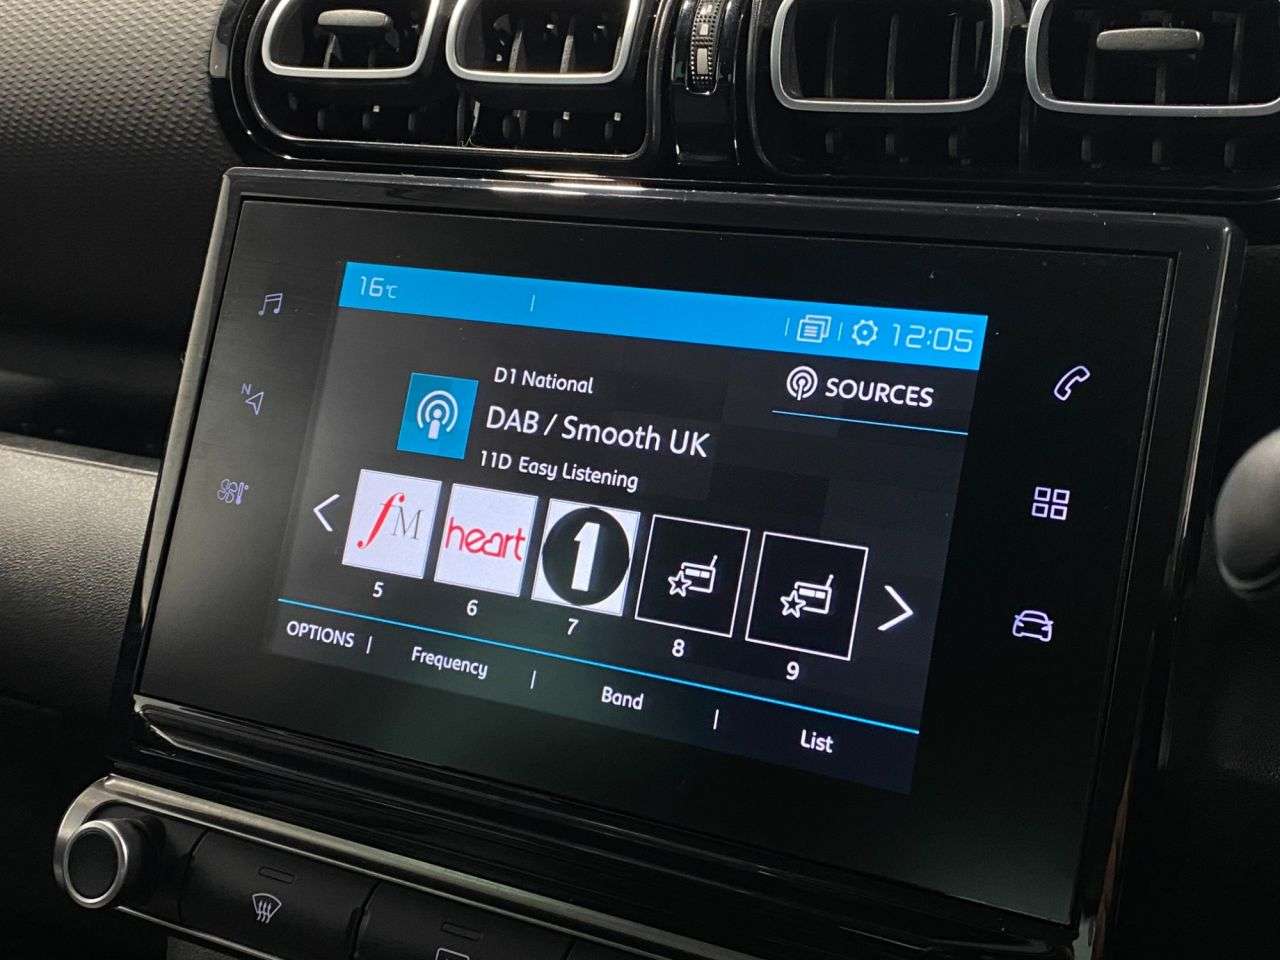 16°C
12:05
D1 National
SOURCES
DAB / Smooth UK
11D Easy Listening
fM
heart
1
5
6
7
8
9
OPTIONS
Frequency
Band
List
N